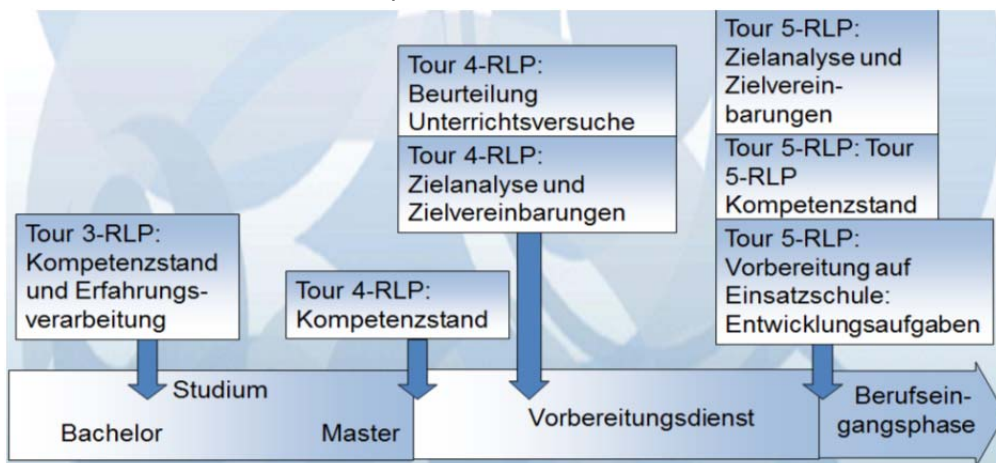 Tour 5-RLP:
Zielanalyse und
Zielverein-
barungen
Tour 4-RLP:
Beurteilung
Unterrichtsversuche
Tour 5-RLP: Tour
5-RLP
Kompetenzstand
Tour 4-RLP:
Zielanalyse und
Zielvereinbarungen
Tour 3-RLP:
Kompetenzstand
und Erfahrungs-
verarbeitung
Tour 4-RLP:
Kompetenzstand
Tour 5-RLP:
Vorbereitung auf
Einsatzschule:
Entwicklungsaufgaben
Studium
Bachelor
Master
Vorbereitungsdienst
Berufsein-
gangsphase